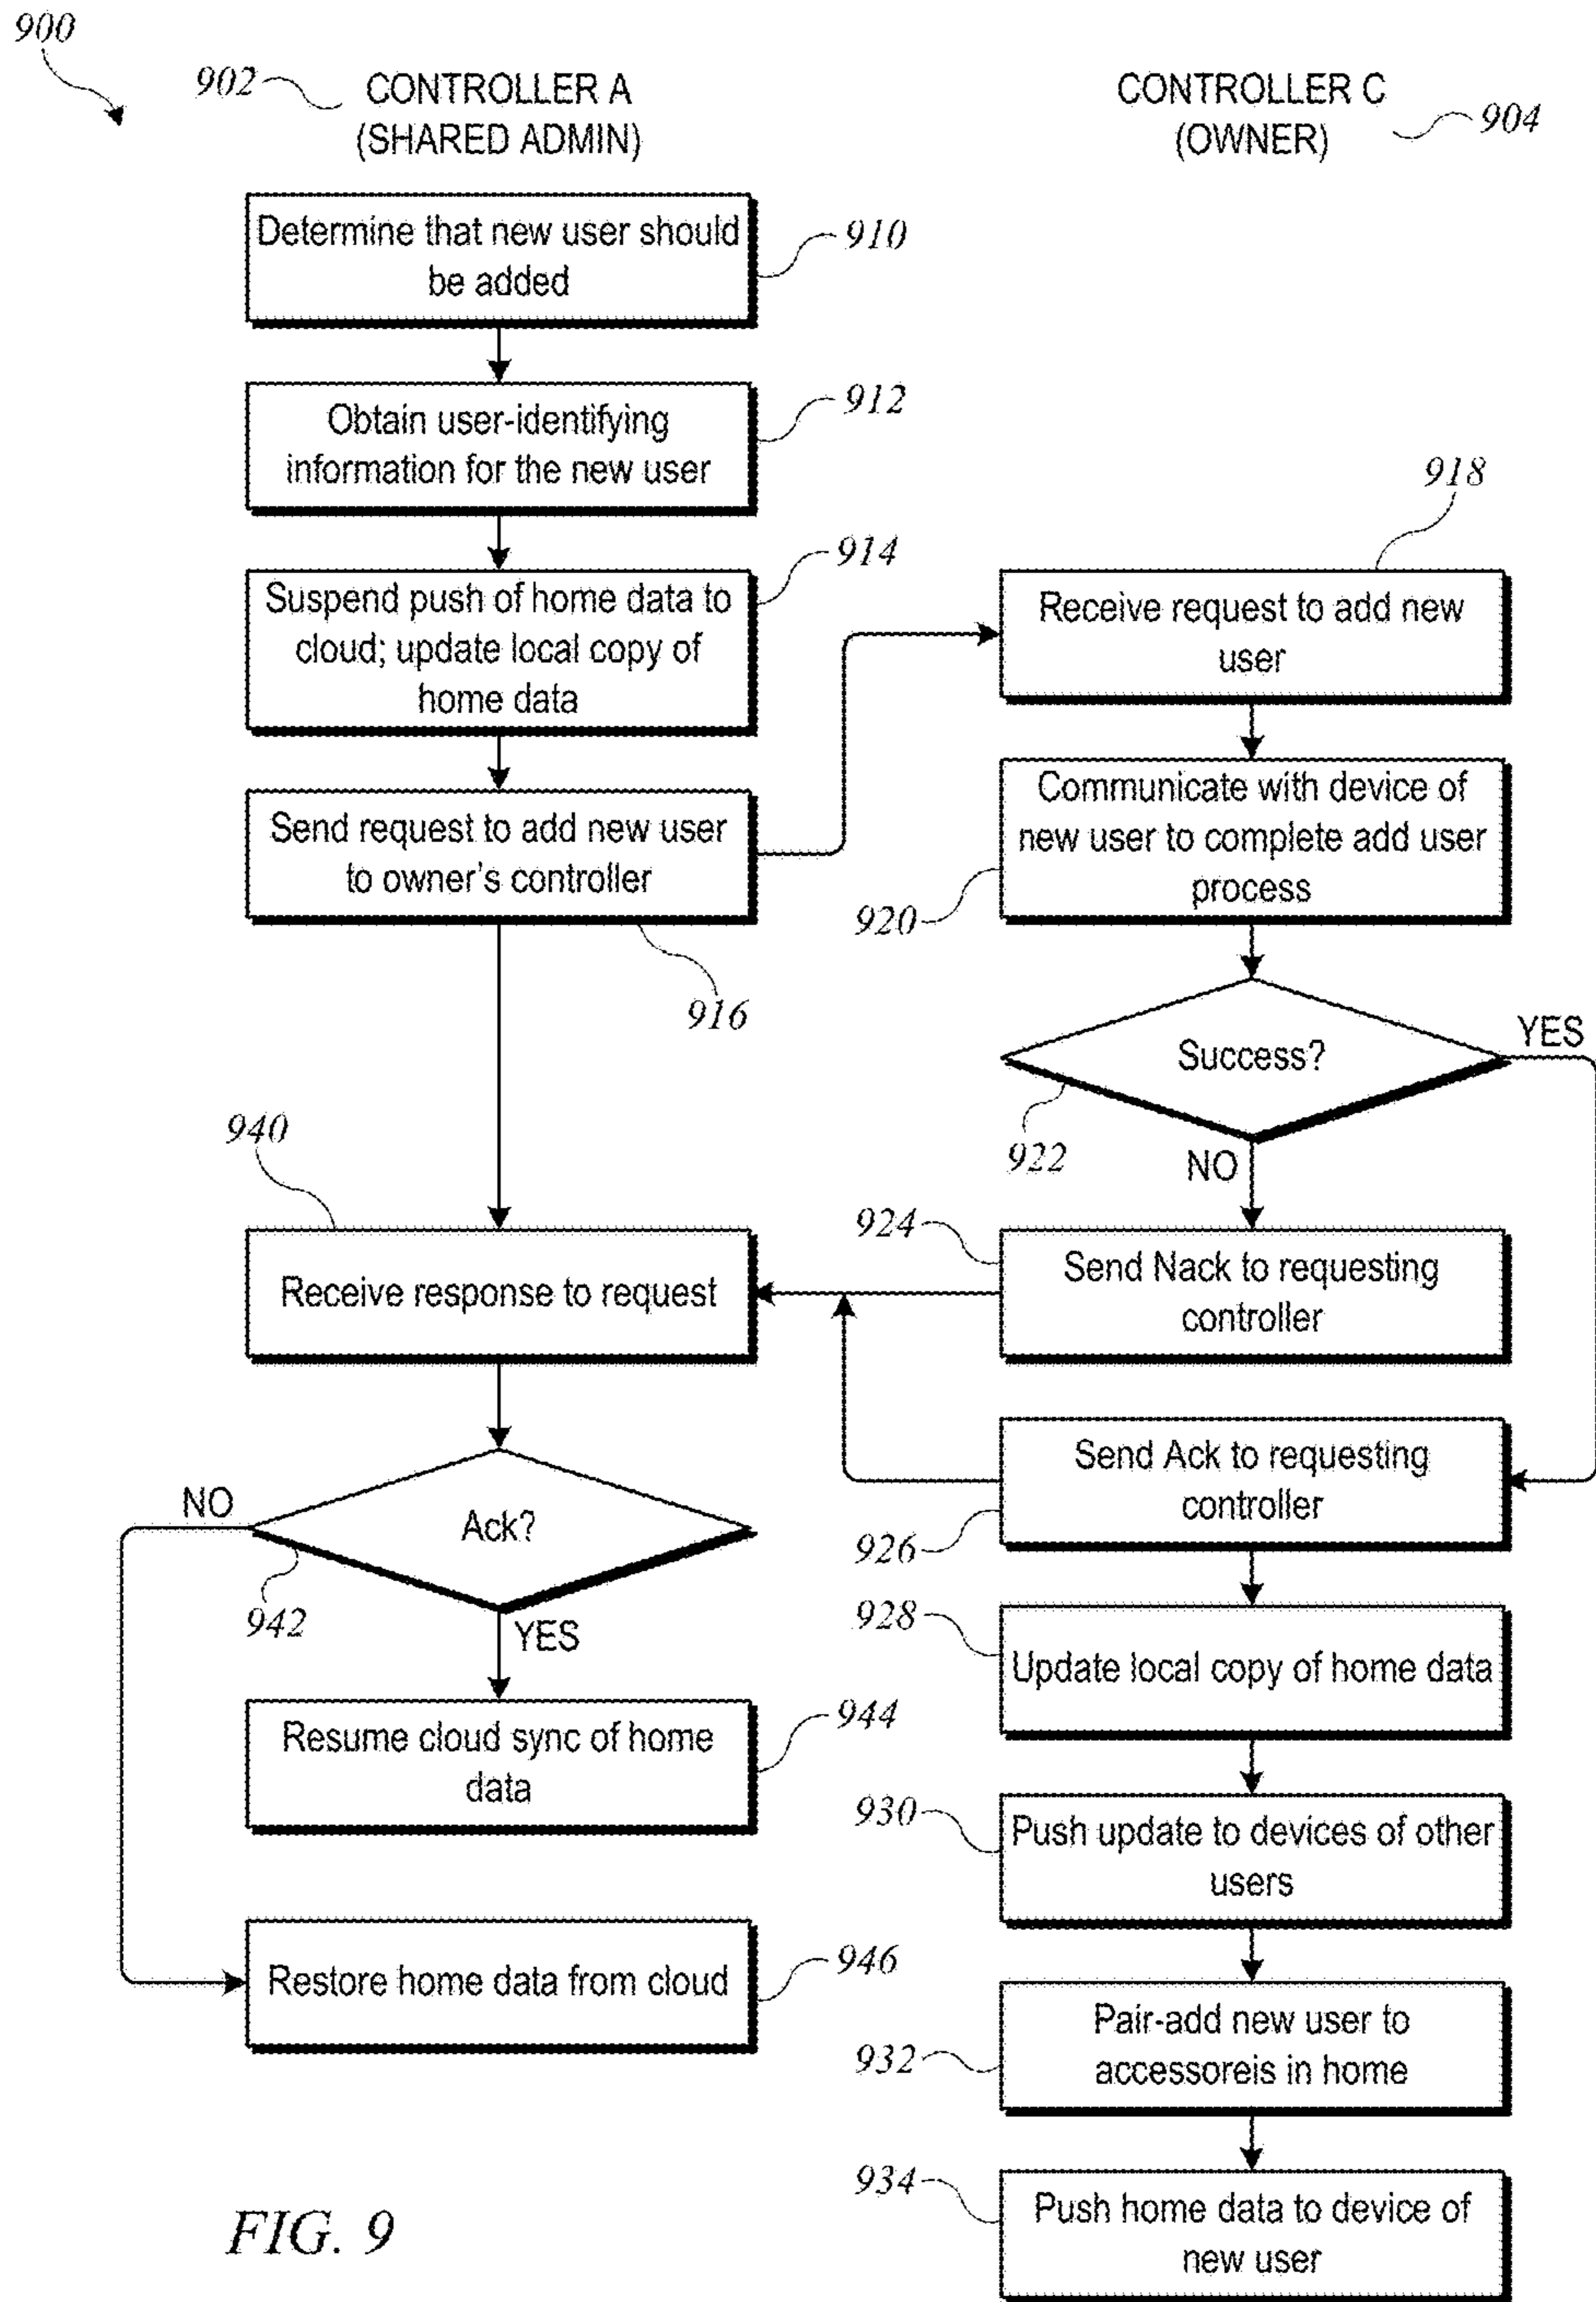 900
902
CONTROLLER A
(SHARED ADMIN)
CONTROLLER C
(OWNER)
904
Determine that new user should
be added
910
Obtain user-identifying
information for the new user
912
Suspend push of home data to
cloud; update local copy of
home data
914
Send request to add new user
to owner's controller
916
918
Receive request to add new
user
Communicate with device of
new user to complete add user
process
920
Success?
YES
922
NO
940
Receive response to request
924
Send Nack to requesting
controller
Send Ack to requesting
controller
926
NO
Ack?
942
YES
928
Update local copy of home data
Resume cloud sync of home
data
944
930
Push update to devices of other
users
Restore home data from cloud
946
932
Pair-add new user to
accessoreis in home
934
Push home data to device of
new user
FIG. 9